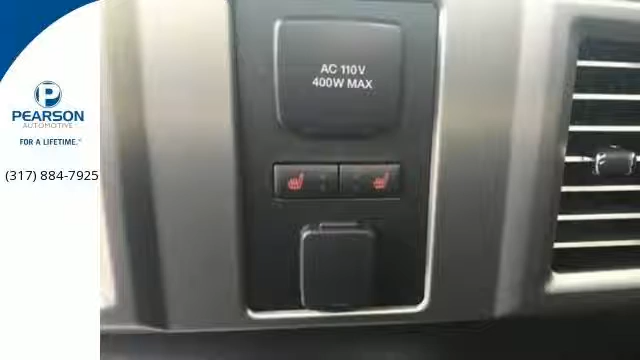 PEARSON
AUTOMOTIVE
FOR A LIFETIME.
(317) 884-7925
AC 110V
400W MAX